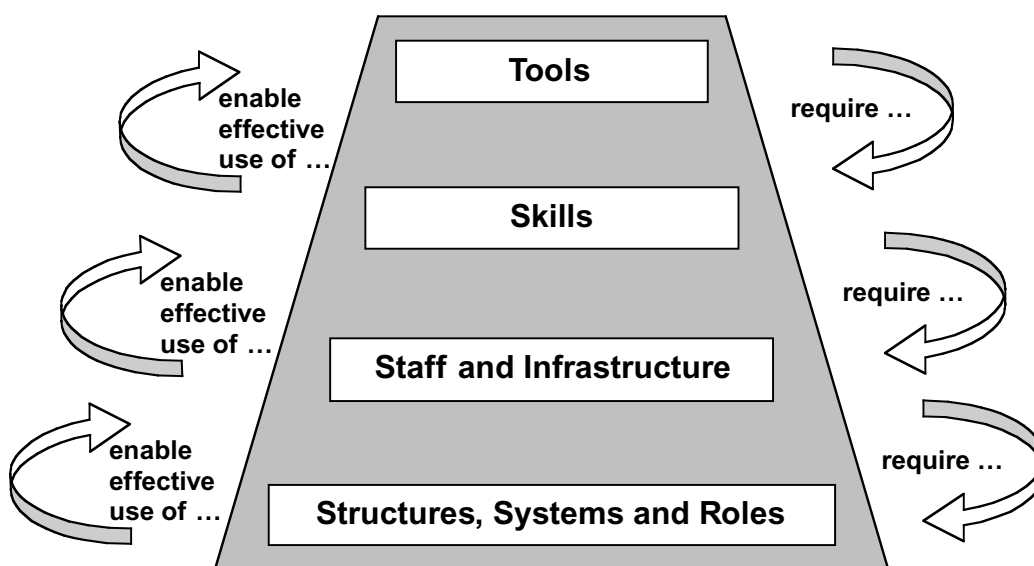 Tools
enable
effective
use of …
require …
Skills
enable
effective
use of …
require …
Staff and Infrastructure
enable
effective
use of …
require …
Structures, Systems and Roles